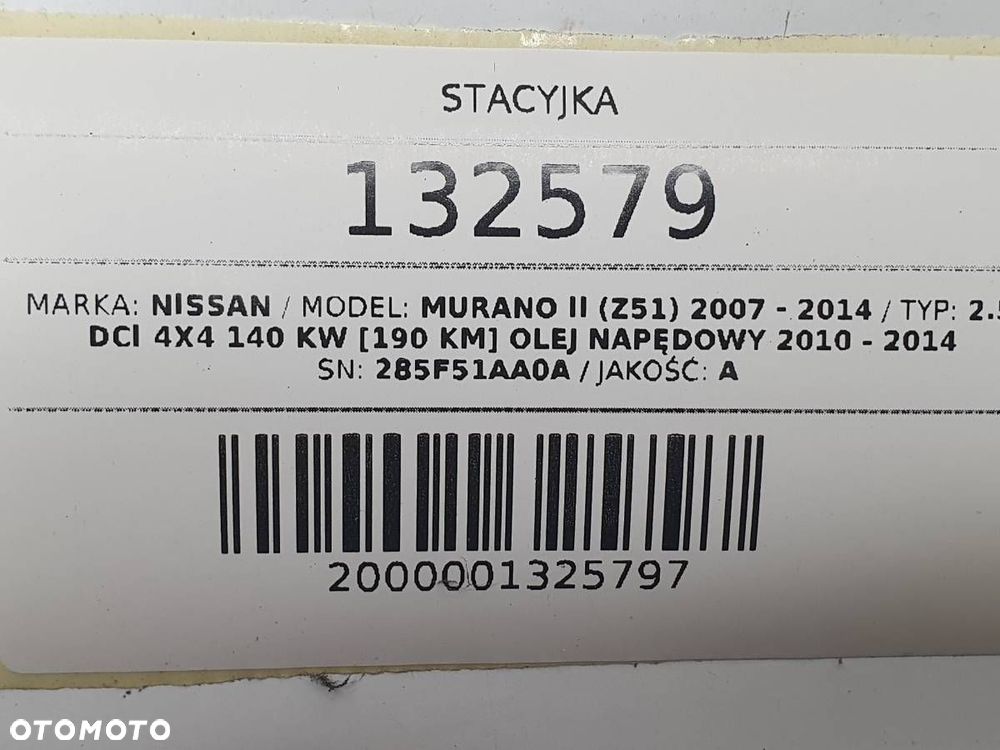 STACYJKA
132579
MARKA: NISSAN / MODEL: MURANO II (Z51) 2007 - 2014 / TYP: 2.5
DCI 4X4 140 KW [190 KM] OLEJ NAPĘDOWY 2010 - 2014
SN: 285F51AA0A / JAKOŚĆ: A
2000001325797
OTOMOTO